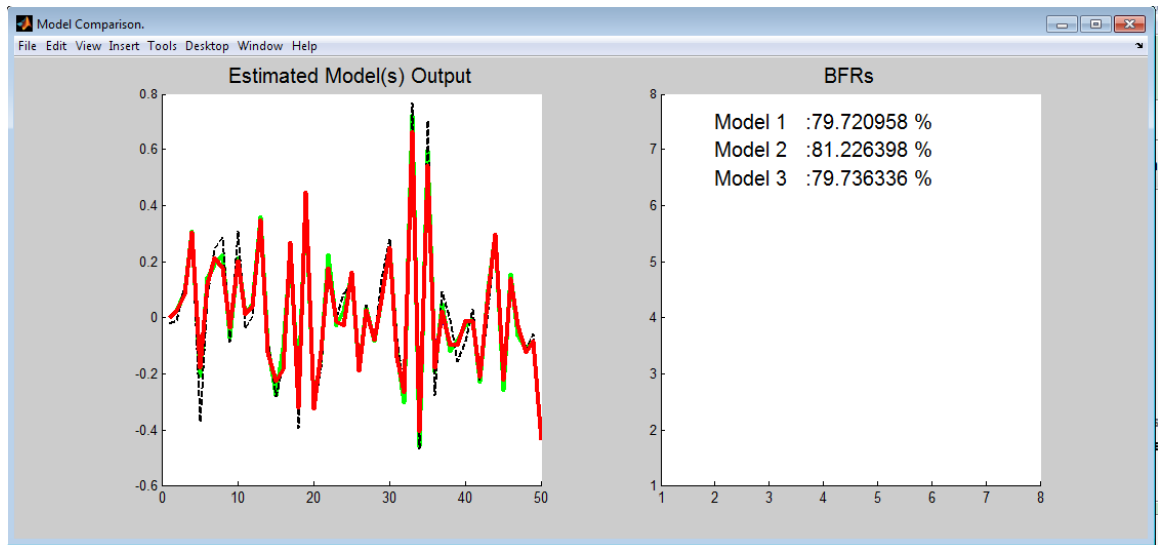 Model Comparison.
File Edit View Insert Tools Desktop Window Help
Estimated Model(s) Output
0.8
0.6
0.4
0.2
0
-0.2
-0.4
-0.6
0 10 20 30 40 50
BFRs
8
7
6
5
4
3
2
1
1 2 3 4 5 6 7 8
Model 1 :79.720958 %
Model 2 :81.226398 %
Model 3 :79.736336 %